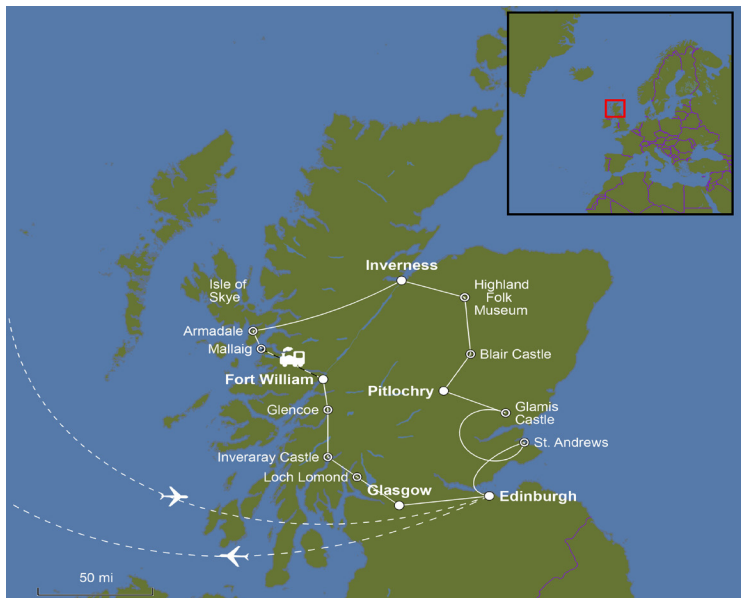 Inverness
Isle of
Skye
Highland
Folk
Museum
Armadale
Mallaig
Blair Castle
Fort William
Pitlochry
Glencoe
Glamis
Castle
St. Andrews
Inveraray Castle
Loch Lomond
Glasgow
Edinburgh
50 mi